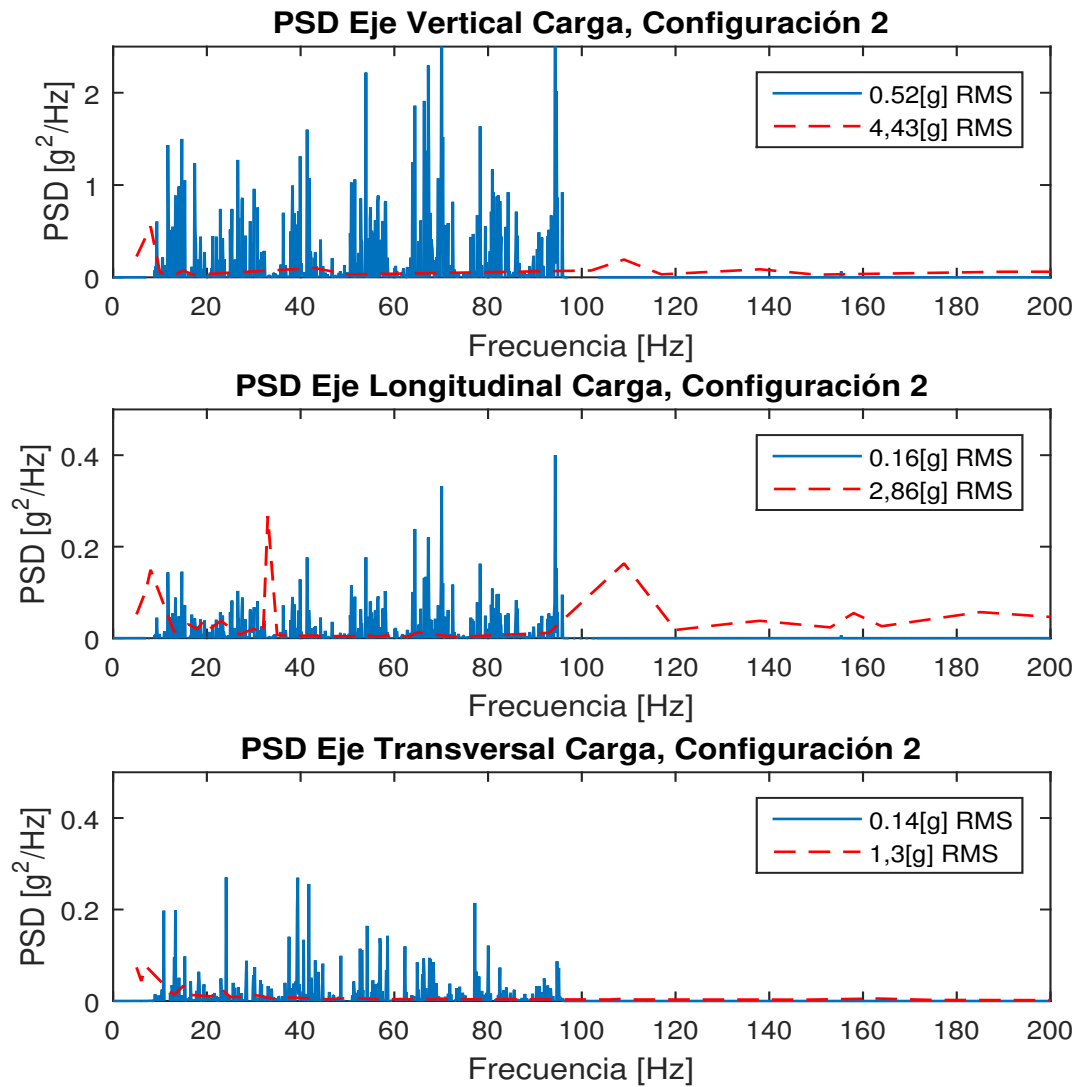 PSD Eje Vertical Carga, Configuración 2
PSD [g²/Hz]
2
1
0
0.52[g] RMS
4,43[g] RMS
0 20 40 60 80 100 120 140 160 180 200
Frecuencia [Hz]
PSD Eje Longitudinal Carga, Configuración 2
PSD [g²/Hz]
0.4
0.2
0
0.16[g] RMS
2,86[g] RMS
0 20 40 60 80 100 120 140 160 180 200
Frecuencia [Hz]
PSD Eje Transversal Carga, Configuración 2
PSD [g²/Hz]
0.4
0.2
0
0.14[g] RMS
1,3[g] RMS
0 20 40 60 80 100 120 140 160 180 200
Frecuencia [Hz]